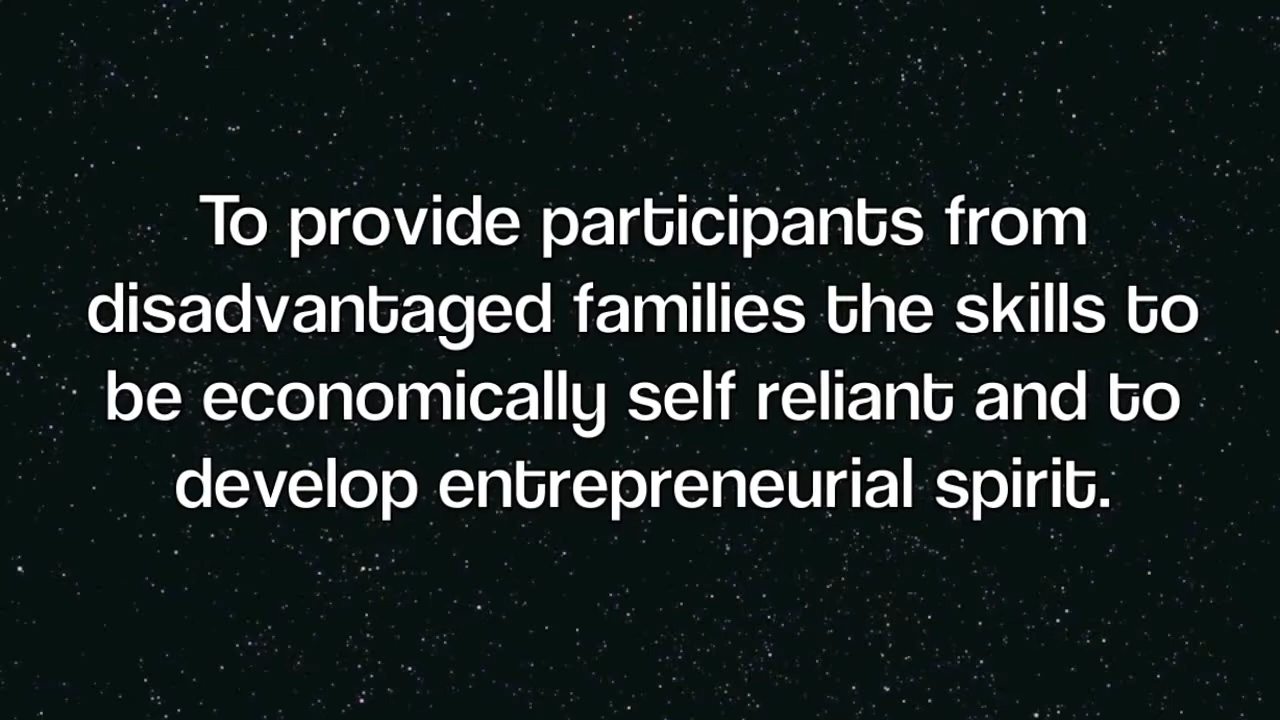 To provide participants from
disadvantaged families the skills to
be economically self reliant and to
develop entrepreneurial spirit.